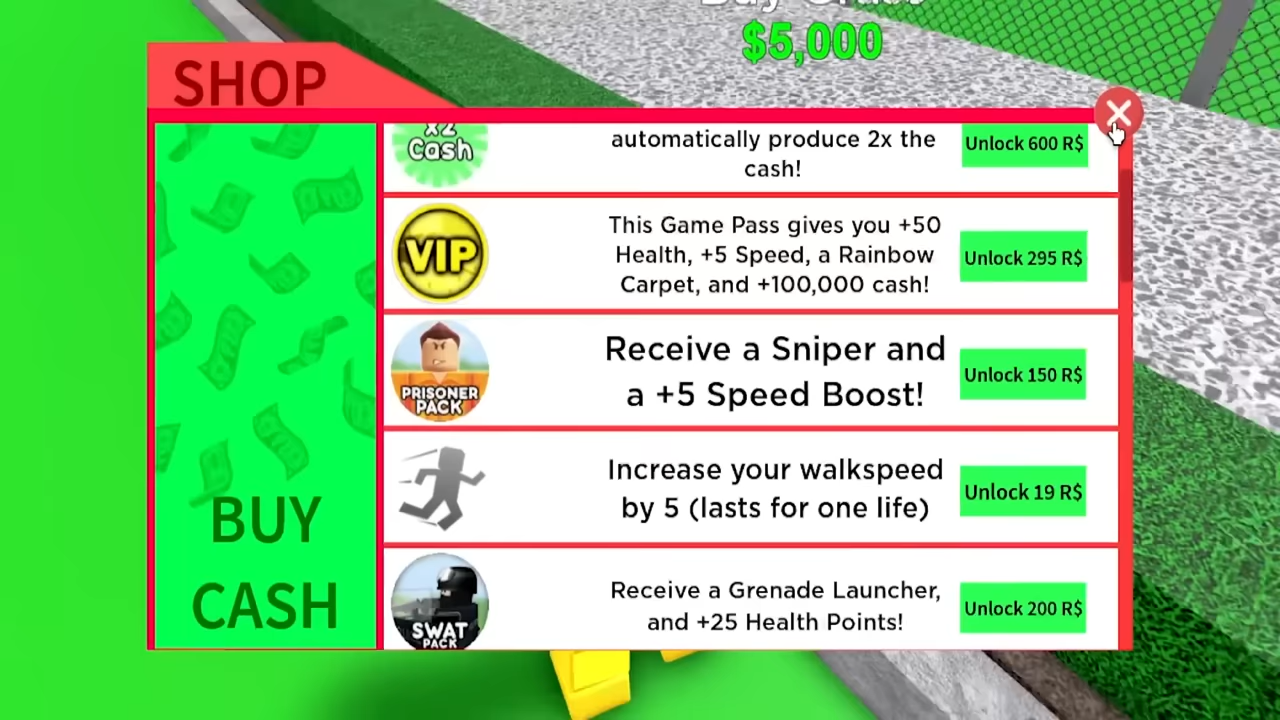 $5,000
SHOP
x2
Cash
automatically produce 2x the
cash!
Unlock 600 R$
VIP
This Game Pass gives you +50
Health, +5 Speed, a Rainbow
Carpet, and +100,000 cash!
Unlock 295 R$
PRISONER
PACK
Receive a Sniper and
a +5 Speed Boost!
Unlock 150 R$
Increase your walkspeed
by 5 (lasts for one life)
Unlock 19 R$
SWAT
PACK
Receive a Grenade Launcher,
and +25 Health Points!
Unlock 200 R$
BUY
CASH